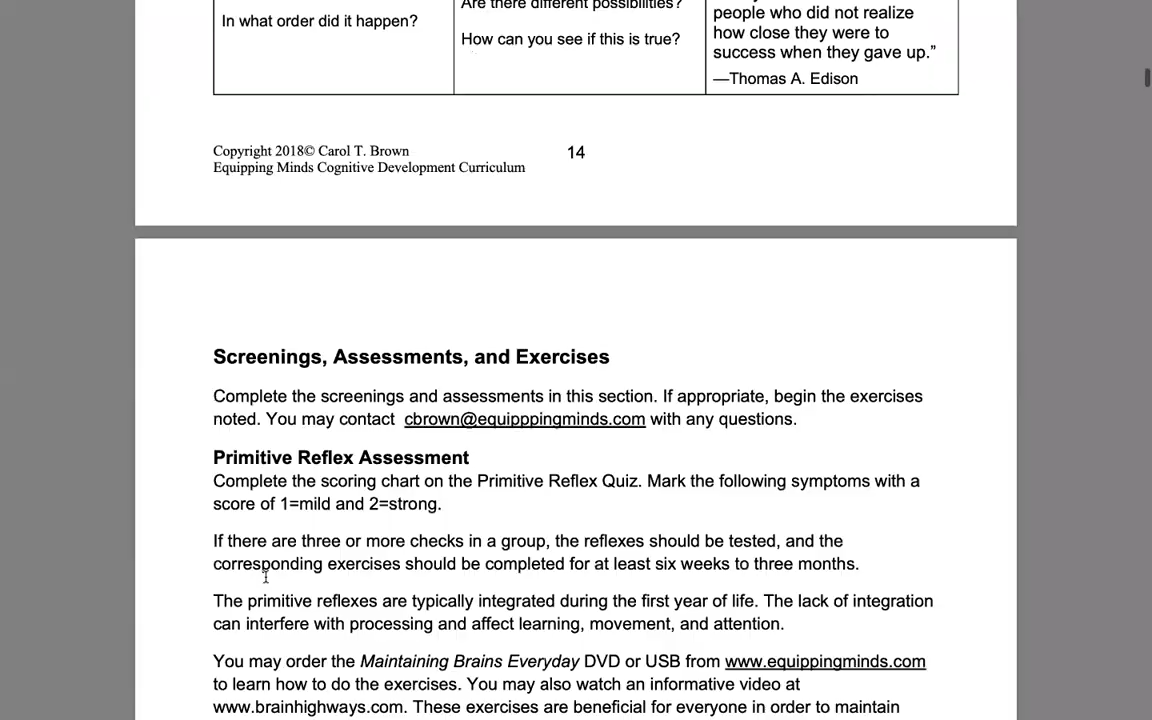 Are there different possibilities?
In what order did it happen?
How can you see if this is true?
people who did not realize
how close they were to
success when they gave up.”
—Thomas A. Edison
Copyright 2018© Carol T. Brown
Equipping Minds Cognitive Development Curriculum
14
Screenings, Assessments, and Exercises
Complete the screenings and assessments in this section. If appropriate, begin the exercises
noted. You may contact cbrown@equipppingminds.com with any questions.
Primitive Reflex Assessment
Complete the scoring chart on the Primitive Reflex Quiz. Mark the following symptoms with a
score of 1=mild and 2=strong.
If there are three or more checks in a group, the reflexes should be tested, and the
corresponding exercises should be completed for at least six weeks to three months.
The primitive reflexes are typically integrated during the first year of life. The lack of integration
can interfere with processing and affect learning, movement, and attention.
You may order the Maintaining Brains Everyday DVD or USB from www.equippingminds.com
to learn how to do the exercises. You may also watch an informative video at
www.brainhighways.com. These exercises are beneficial for everyone in order to maintain